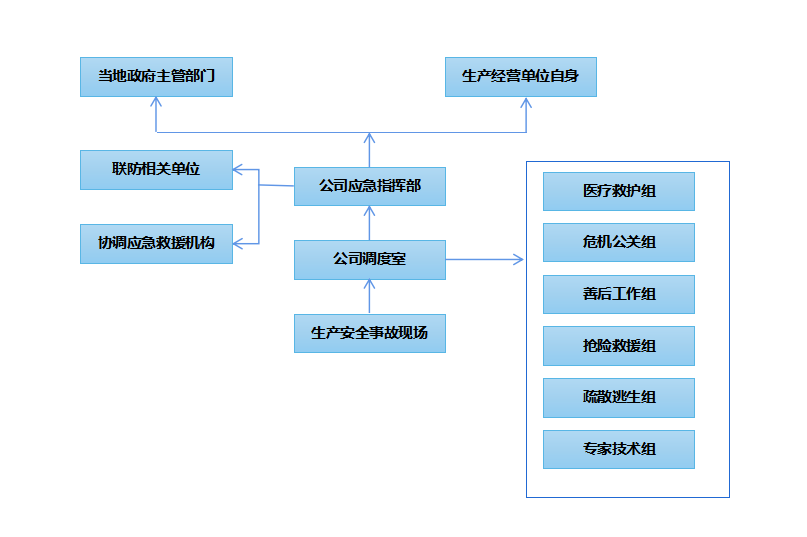 当地政府主管部门
生产经营单位自身
联防相关单位
公司应急指挥部
协调应急救援机构
公司调度室
生产安全事故现场
医疗救护组
危机公关组
善后工作组
抢险救援组
疏散逃生组
专家技术组